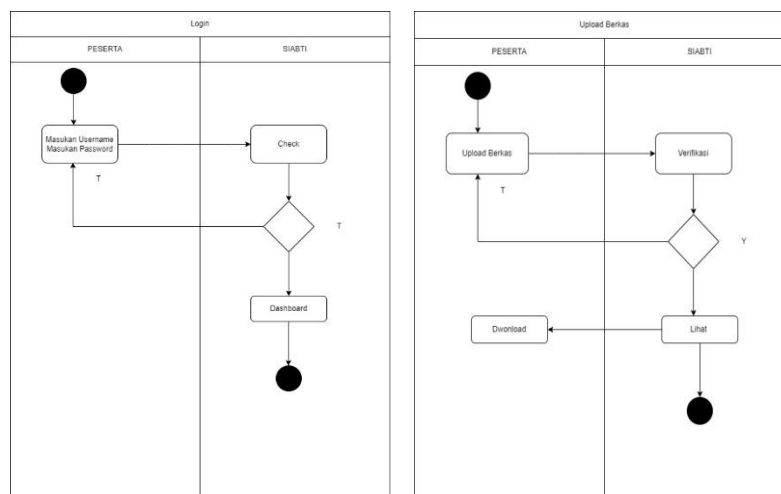 Login
PESERTA
SIABTI
Masukan Username
Masukan Password
Check
T
T
Dashboard
Upload Berkas
PESERTA
SIABTI
Upload Berkas
Verifikasi
T
Y
Dwonload
Lihat